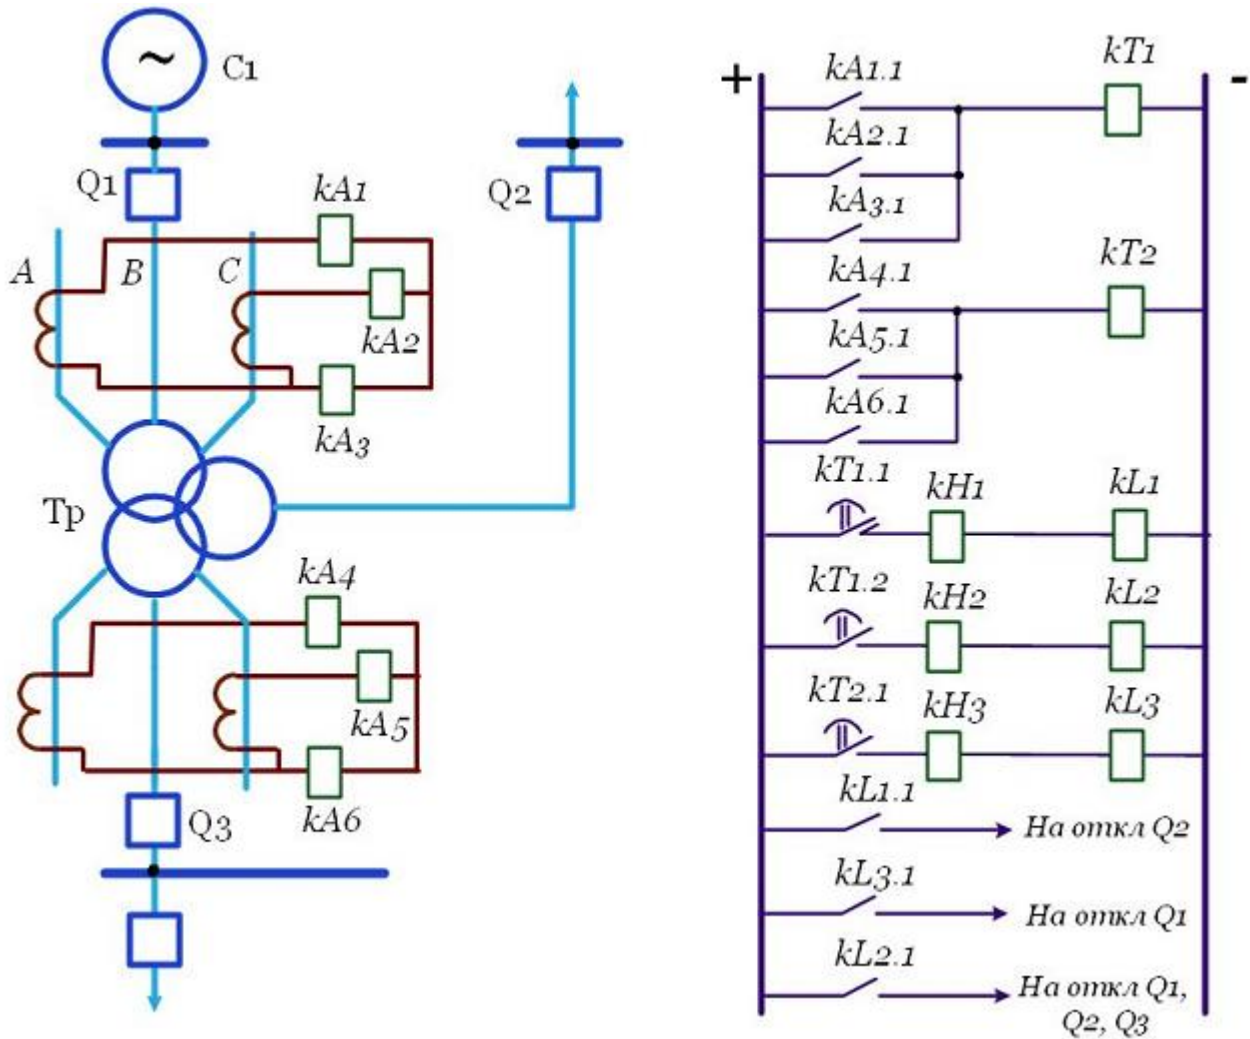 ~
C1
Q1
kA1
Q2
A
B
C
kA2
kA3
Тр
kA4
kA5
kA6
Q3
+
-
kA1.1
kT1
kA2.1
kA3.1
kA4.1
kT2
kA5.1
kA6.1
kT1.1
kH1
kL1
kT1.2
kH2
kL2
kT2.1
kH3
kL3
kL1.1
На откл Q2
kL3.1
На откл Q1
kL2.1
На откл Q1,
Q2, Q3